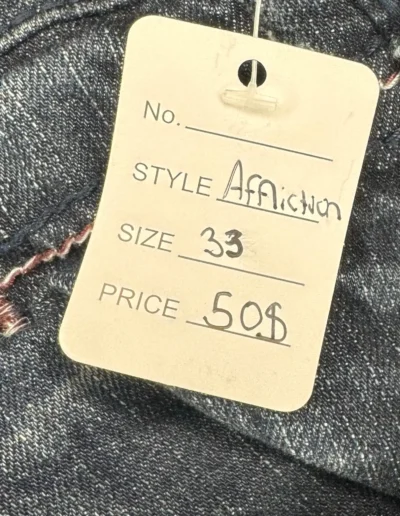 No.
STYLE Affliction
SIZE 33
PRICE 50$